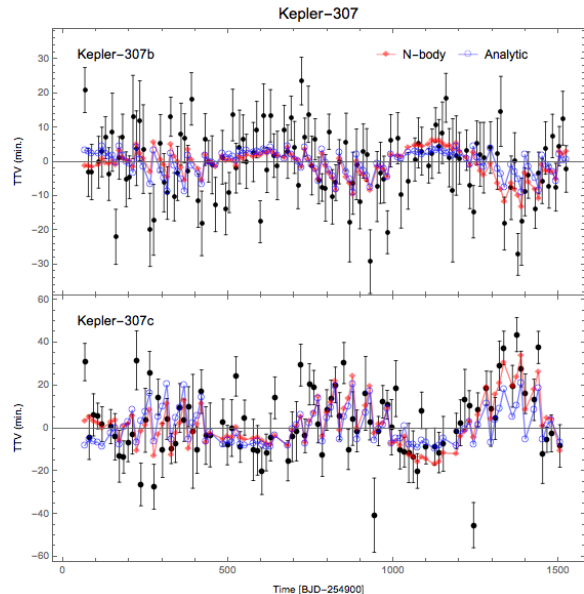 Kepler-307
Kepler-307b
N-body
Analytic
30
20
10
0
−10
−20
−30
TTV (min.)
Kepler-307c
60
40
20
0
−20
−40
−60
TTV (min.)
0
500
1000
1500
Time [BJD-254900]